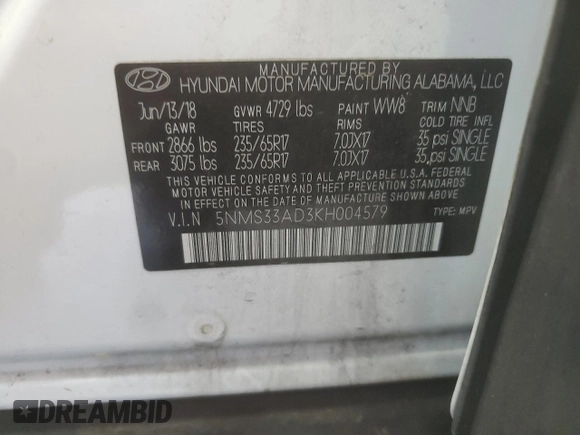 MANUFACTURED BY
HYUNDAI MOTOR MANUFACTURING ALABAMA, LLC
Jun/13/18 GVWR 4729 lbs PAINT WW8 TRIM NNB
GAWR TIRES RIMS COLD TIRE INFL
FRONT 2866 lbs 235/65R17 7.0JX17 35 psi SINGLE
REAR 3075 lbs 235/65R17 7.0JX17 35 psi SINGLE
THIS VEHICLE CONFORMS TO ALL APPLICABLE FEDERAL
MOTOR VEHICLE SAFETY STANDARDS
IN EFFECT ON THE DATE OF MANUFACTURE SHOWN ABOVE.
V.I.N 5NMS33AD3KH004579 TYPE: MPV
DREAMBID